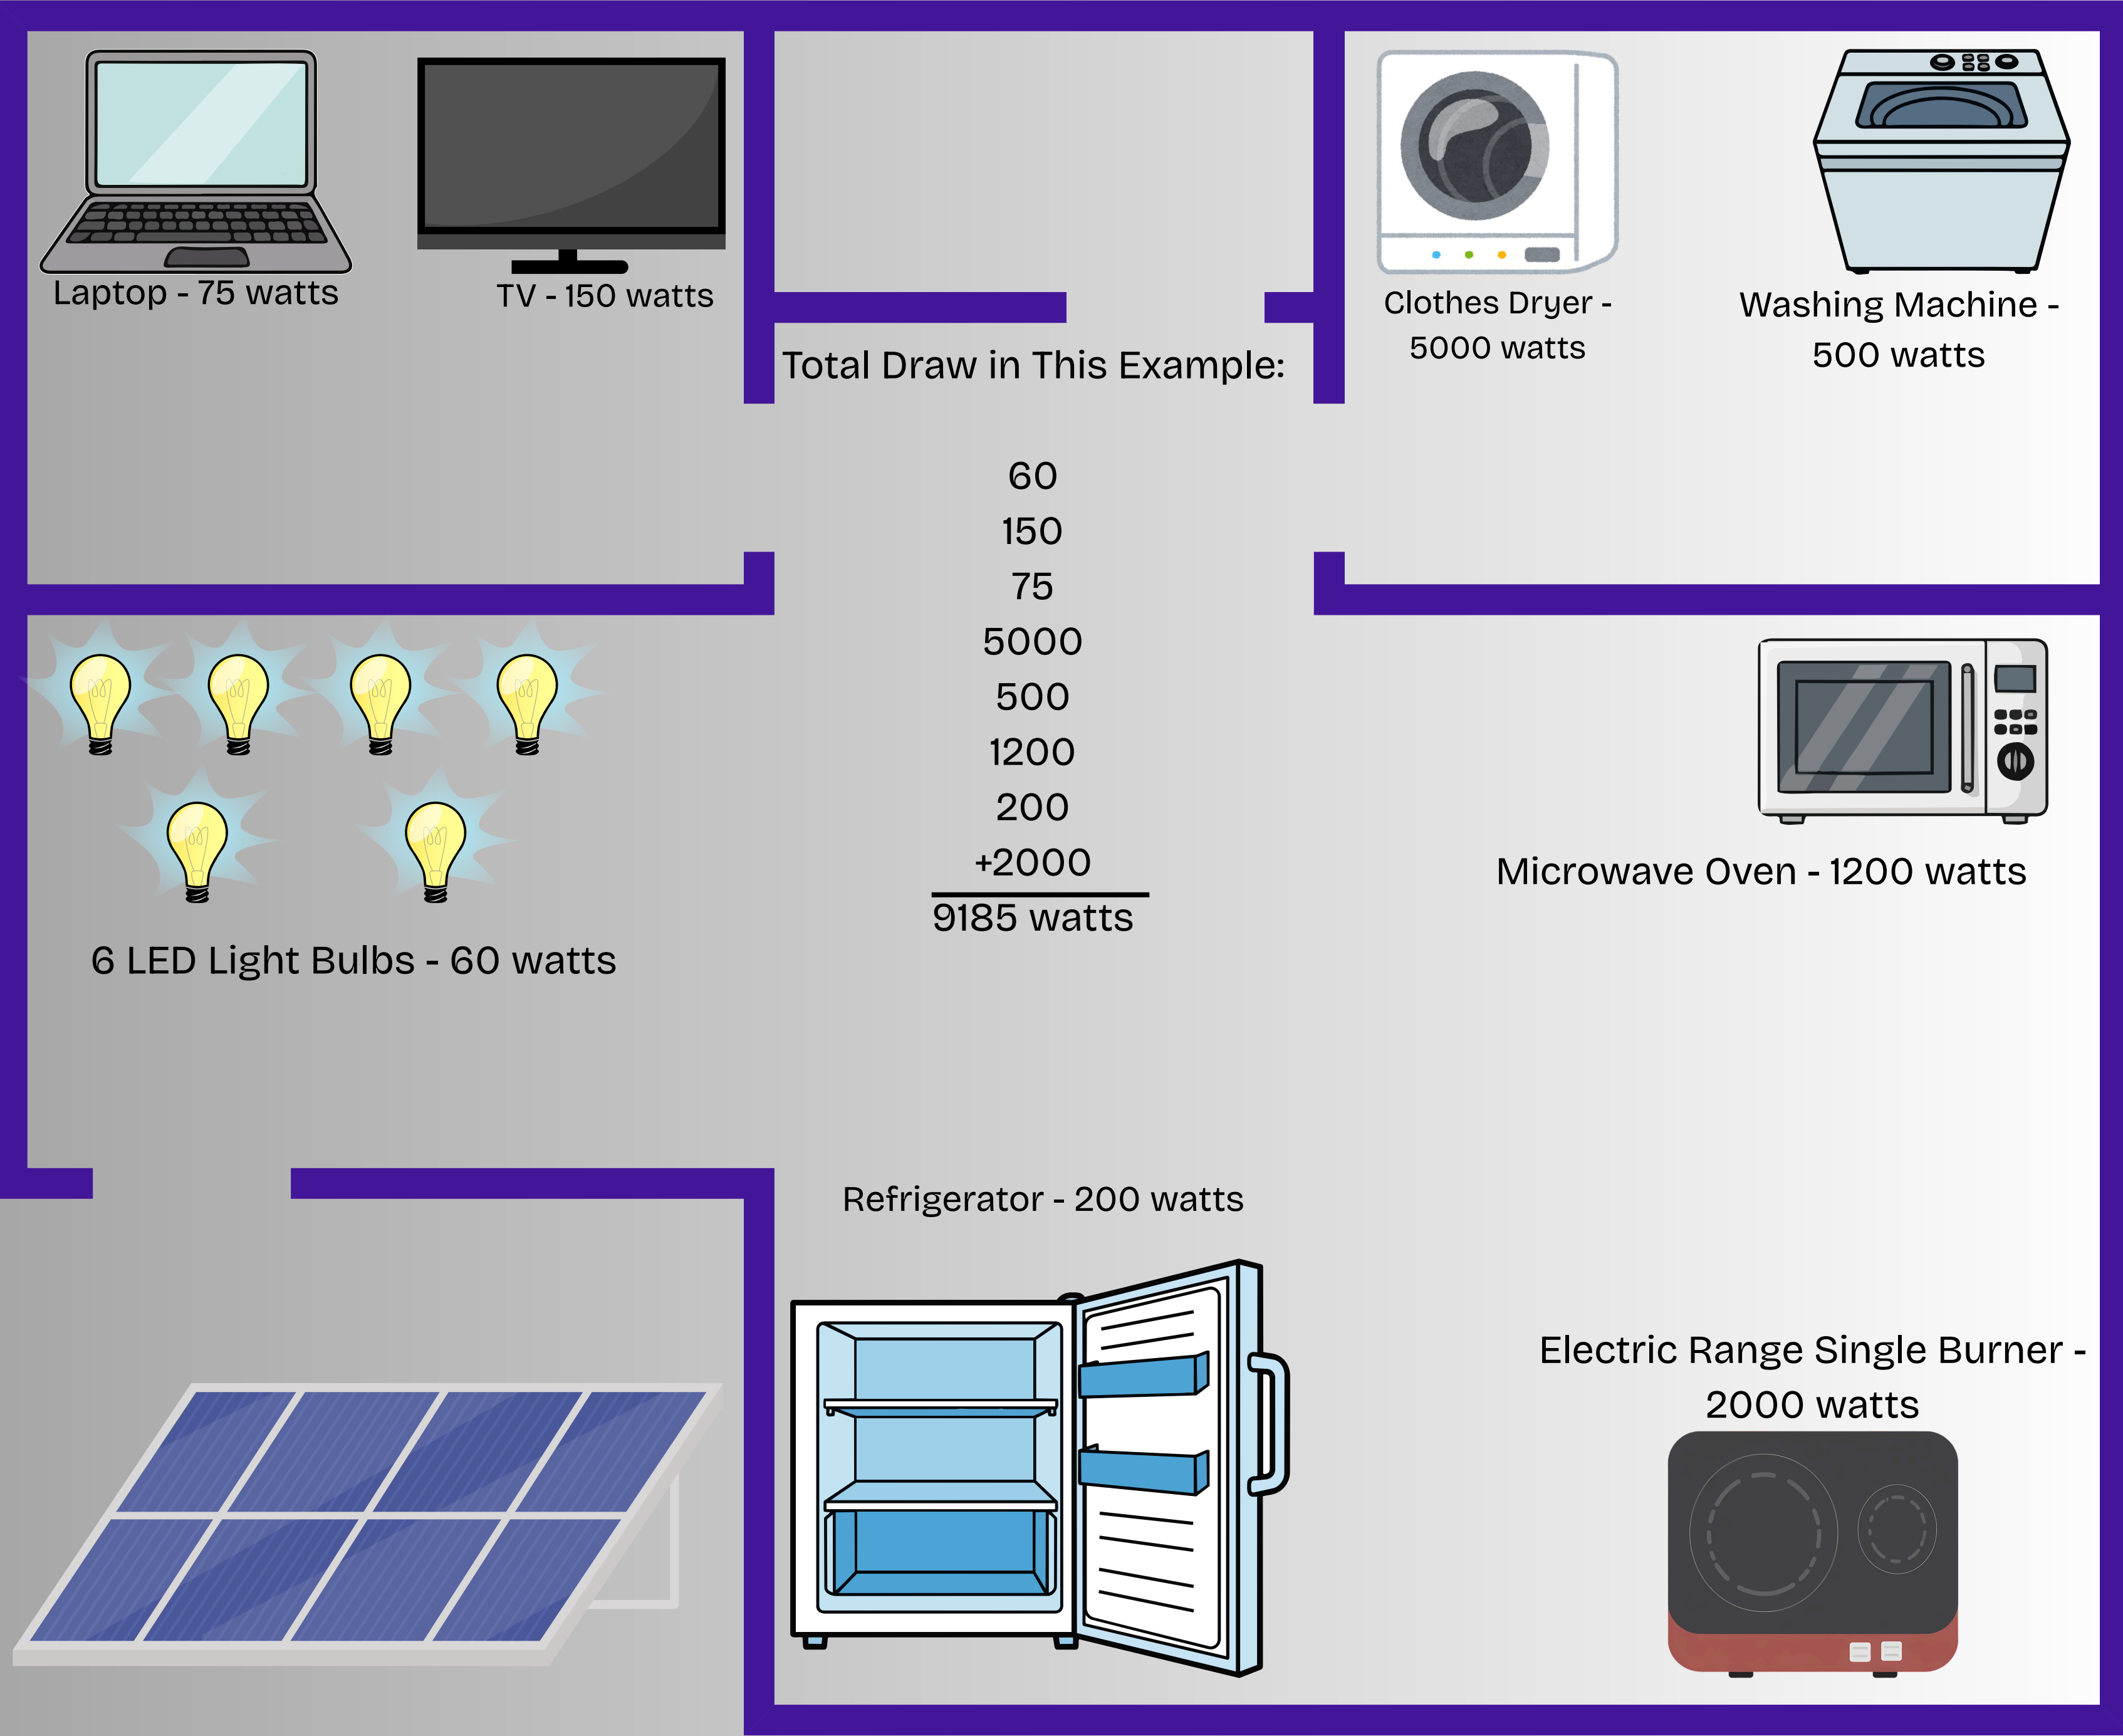 Laptop - 75 watts
TV - 150 watts
Clothes Dryer -
5000 watts
Washing Machine -
500 watts
Total Draw in This Example:
60
150
75
5000
500
1200
200
+2000
9185 watts
6 LED Light Bulbs - 60 watts
Microwave Oven - 1200 watts
Refrigerator - 200 watts
Electric Range Single Burner -
2000 watts